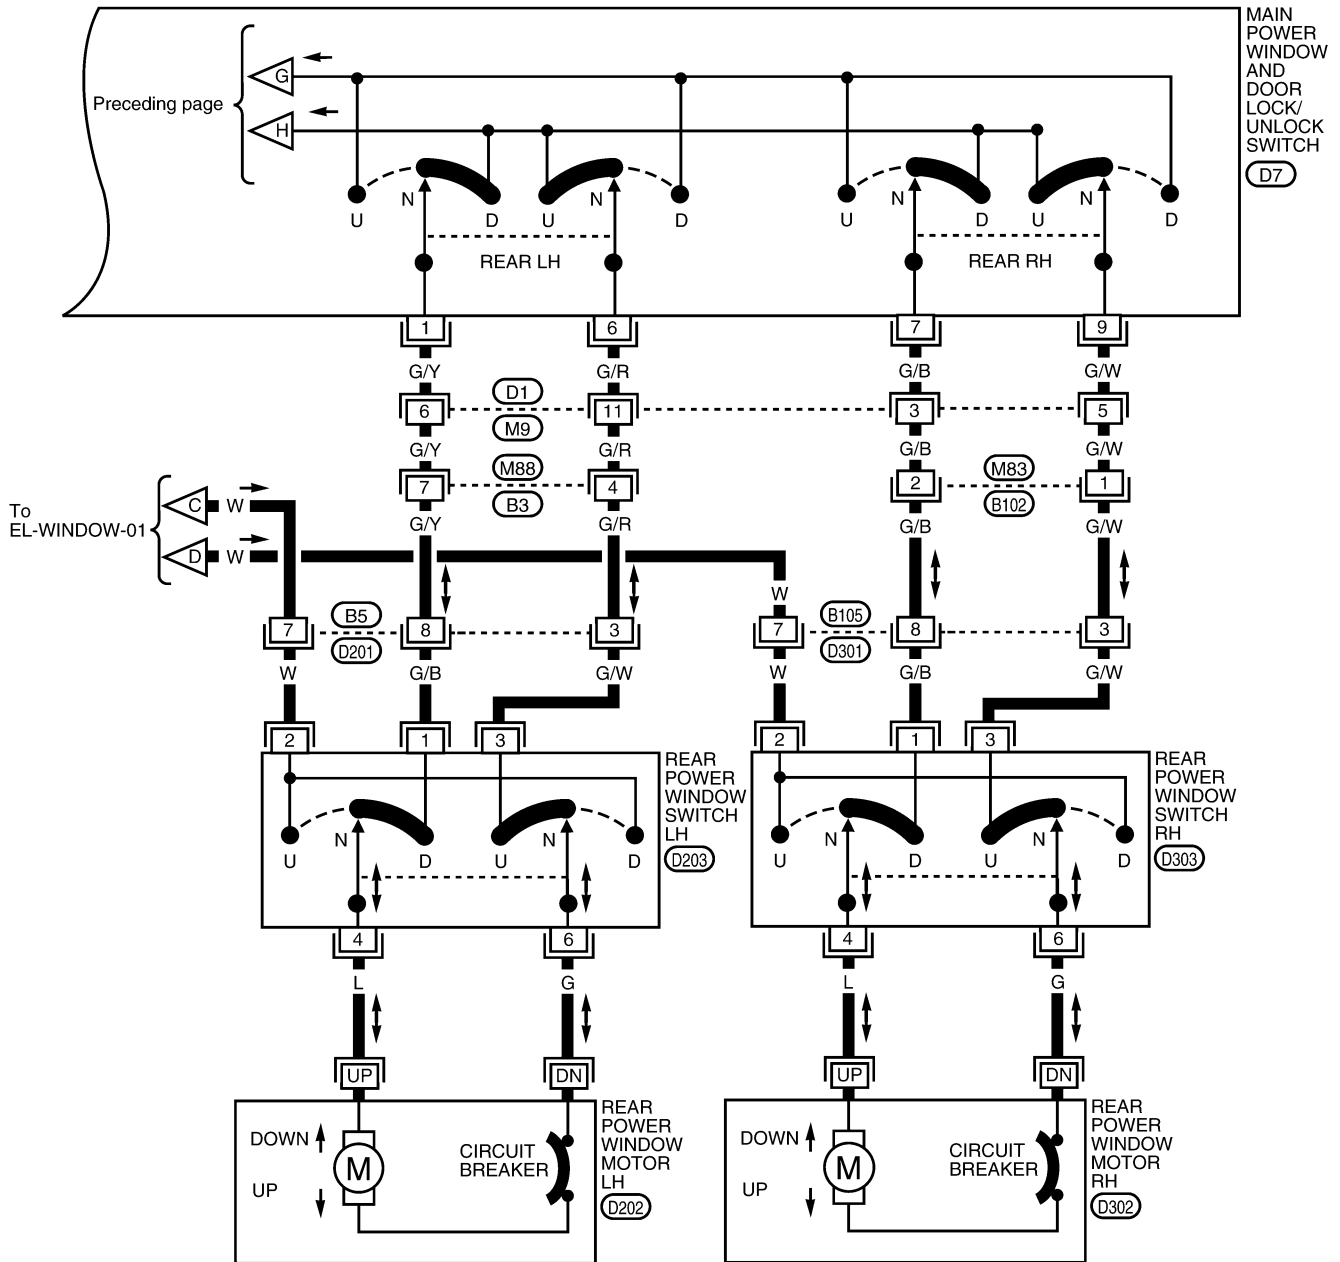 MAIN
POWER
WINDOW
AND
DOOR
LOCK/
UNLOCK
SWITCH
D7
G
Preceding page
H
N N N N
U D U D U D U D
REAR LH REAR RH
1 6 7 9
G/Y G/R G/B G/W
D1
6 11 3 5
M9
G/Y G/R G/B G/W
M88 M83
7 4 2 1
B3 B102
C W
G/Y G/R G/B G/W
To
EL-WINDOW-01
D W
W
B5 B105
7 8 3 7 8 3
D201 D301
W G/B G/W W G/B G/W
2 1 3 2 1 3
REAR
POWER
WINDOW
SWITCH
LH
D203
REAR
POWER
WINDOW
SWITCH
RH
D303
N N N N
U D U D U D U D
4 6 4 6
L G L G
UP DN UP DN
REAR
POWER
WINDOW
MOTOR
LH
D202
REAR
POWER
WINDOW
MOTOR
RH
D302
DOWN DOWN
CIRCUIT
BREAKER
CIRCUIT
BREAKER
M M
UP UP